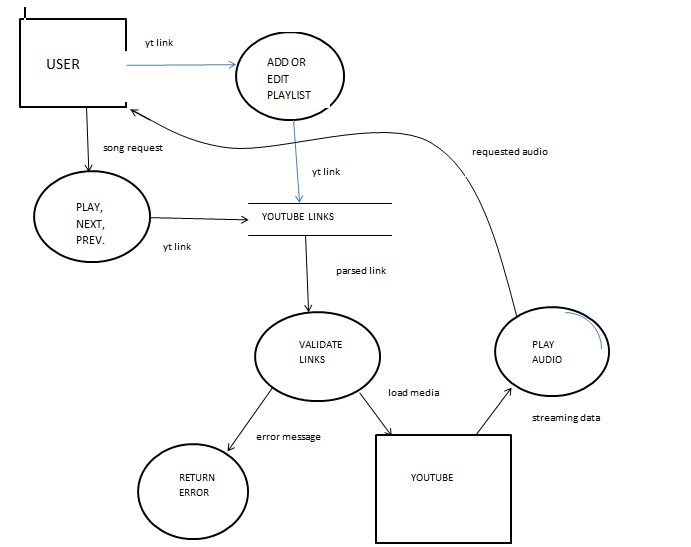 yt link
USER
ADD OR
EDIT
PLAYLIST
song request
requested audio
yt link
PLAY,
NEXT,
PREV.
YOUTUBE LINKS
yt link
parsed link
VALIDATE
LINKS
PLAY
AUDIO
load media
streaming data
error message
RETURN
ERROR
YOUTUBE